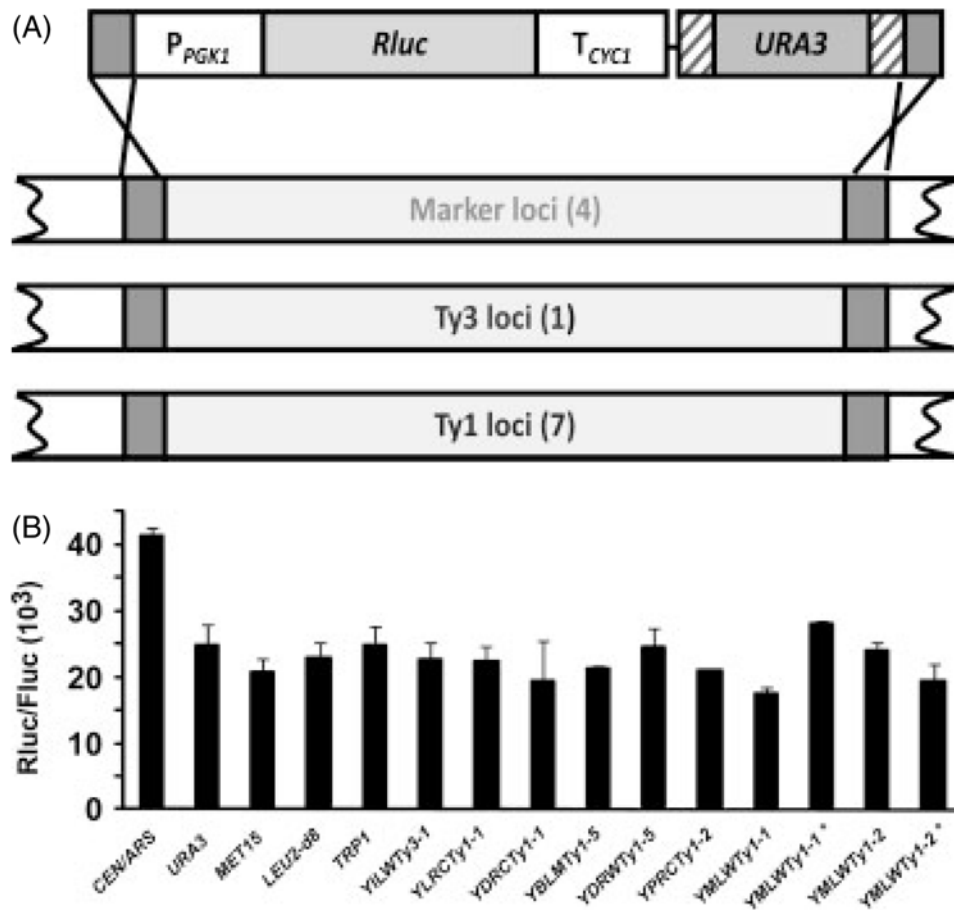 (A)
P_PGK1 Rluc T_CYC1 URA3
Marker loci (4)
Ty3 loci (1)
Ty1 loci (7)
(B)
Rluc/Fluc (10³)
40
30
20
10
0
CEN/ARS
URA3
MET15
LEU2-d8
TRP1
YILWTy3-1
YLRCTy1-1
YDRCTy1-1
YBLMTy1-5
YDRWTy1-5
YPRCTy1-2
YMLWTy1-1
YMLWTy1-1 *
YMLWTy1-2
YMLWTy1-2 *